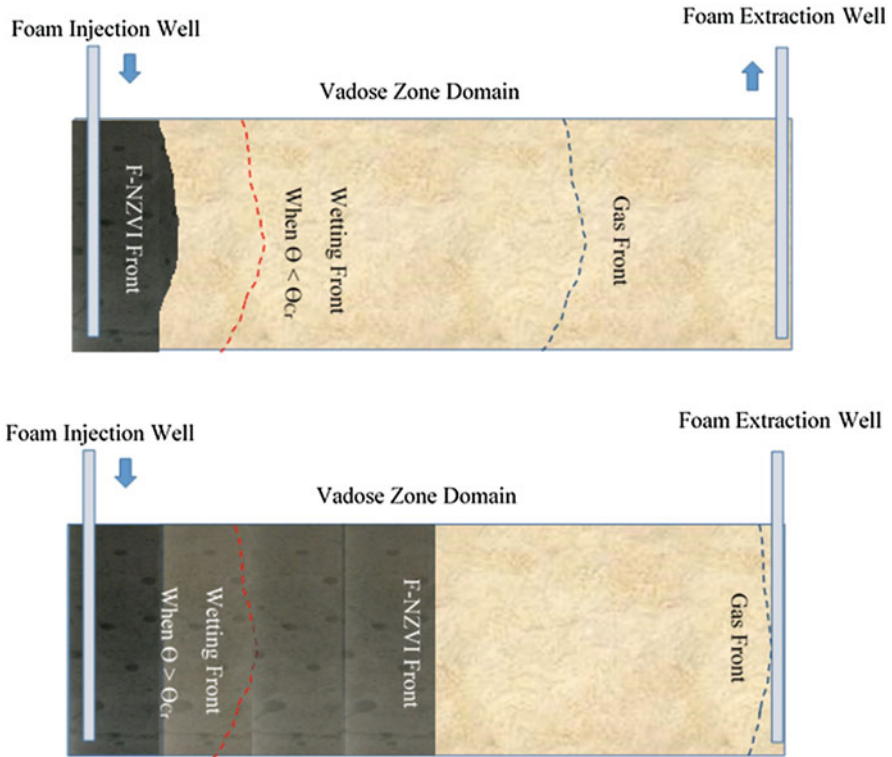 Foam Injection Well
Foam Extraction Well
Vadose Zone Domain
F-NZVI Front
Wetting Front
When Θ < ΘCr
Gas Front
Foam Injection Well
Foam Extraction Well
Vadose Zone Domain
When Θ > ΘCr
Wetting Front
F-NZVI Front
Gas Front